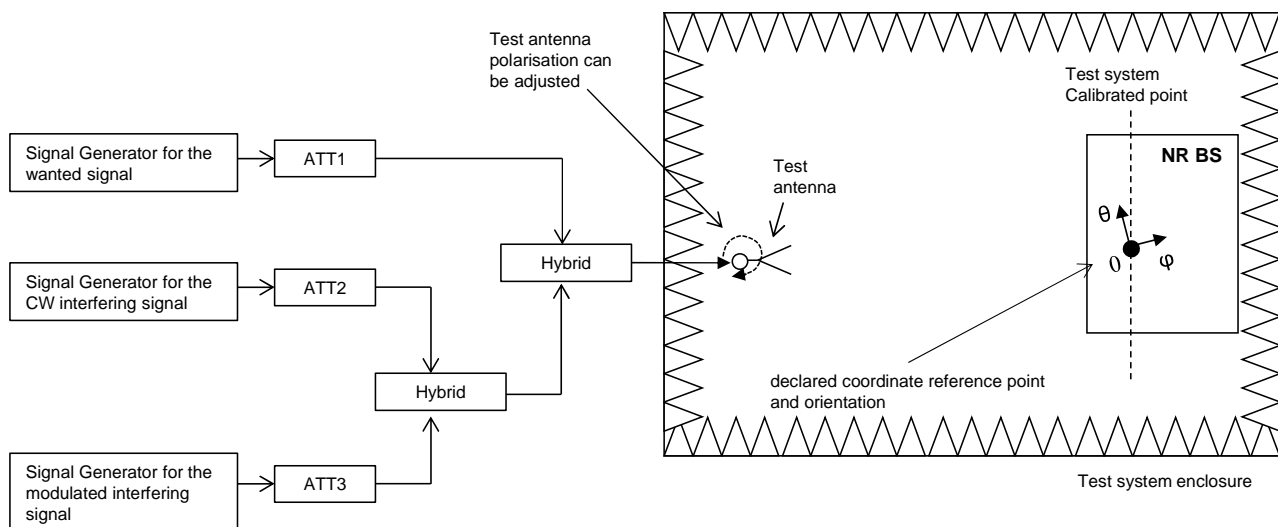 Test antenna
polarisation can
be adjusted
Test system
Calibrated point
Signal Generator for the
wanted signal
ATT1
NR BS
Test
antenna
θ
Hybrid
0
φ
Signal Generator for the
CW interfering signal
ATT2
Hybrid
declared coordinate reference point
and orientation
Signal Generator for the
modulated interfering
signal
ATT3
Test system enclosure